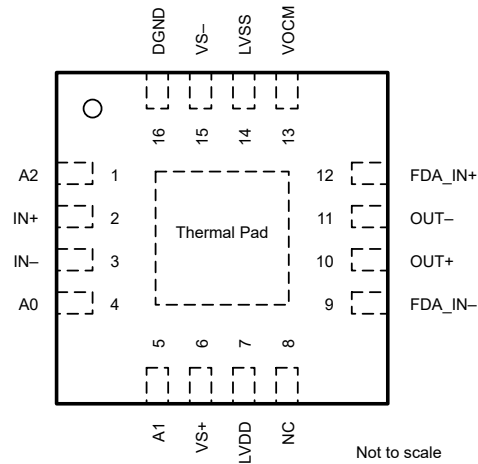 DGND
VS–
LVSS
VOCM
16
15
14
13
A2 1
12 FDA_IN+
IN+ 2
11 OUT–
Thermal Pad
IN– 3
10 OUT+
A0 4
9 FDA_IN–
5
6
7
8
A1
VS+
LVDD
NC
Not to scale